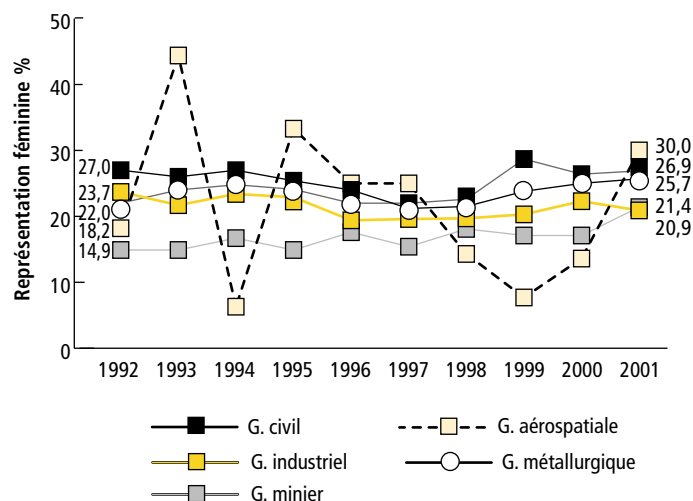 Représentation féminine %
50
40
30
20
10
0
27,0
23,7
22,0
18,2
14,9
30,0
26,9
25,7
21,4
20,9
1992 1993 1994 1995 1996 1997 1998 1999 2000 2001
G. civil
G. aérospatiale
G. industriel
G. métallurgique
G. minier